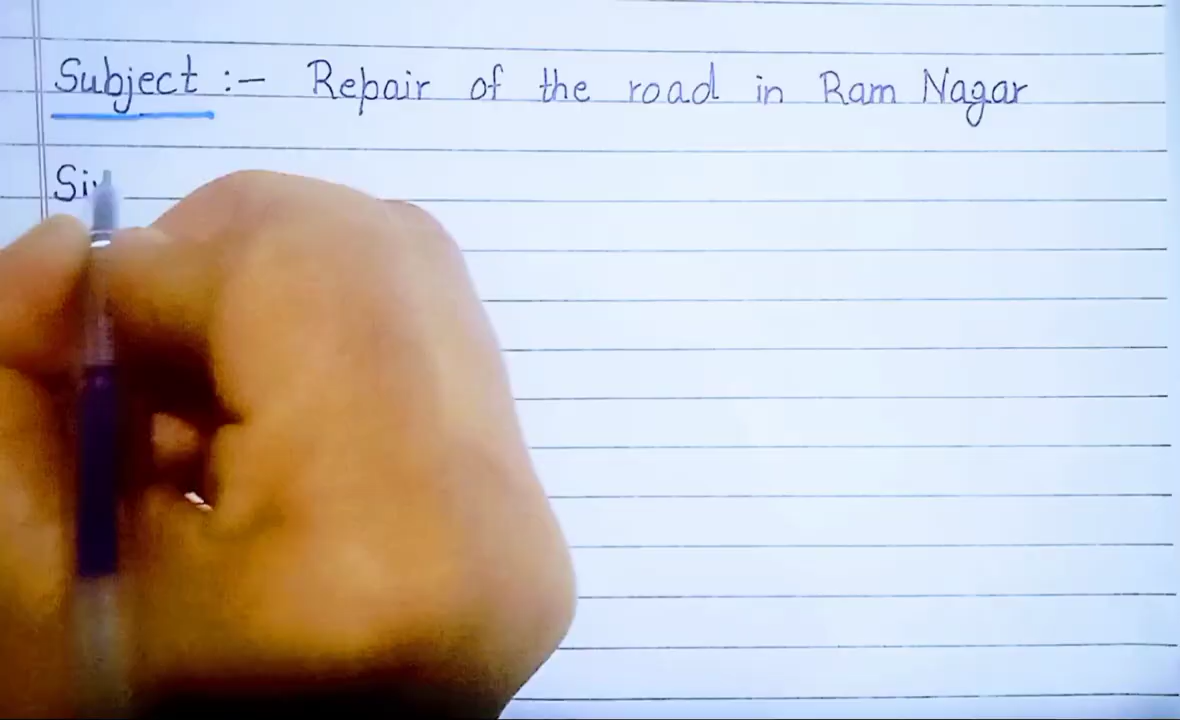 Subject :- Repair of the road in Ram Nagar